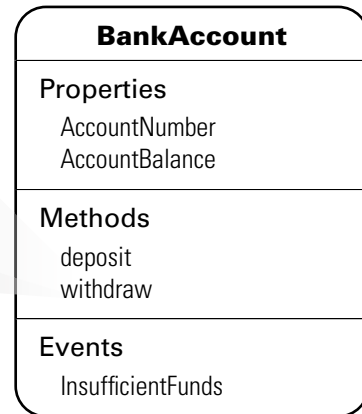 BankAccount
Properties
AccountNumber
AccountBalance
Methods
deposit
withdraw
Events
InsufficientFunds